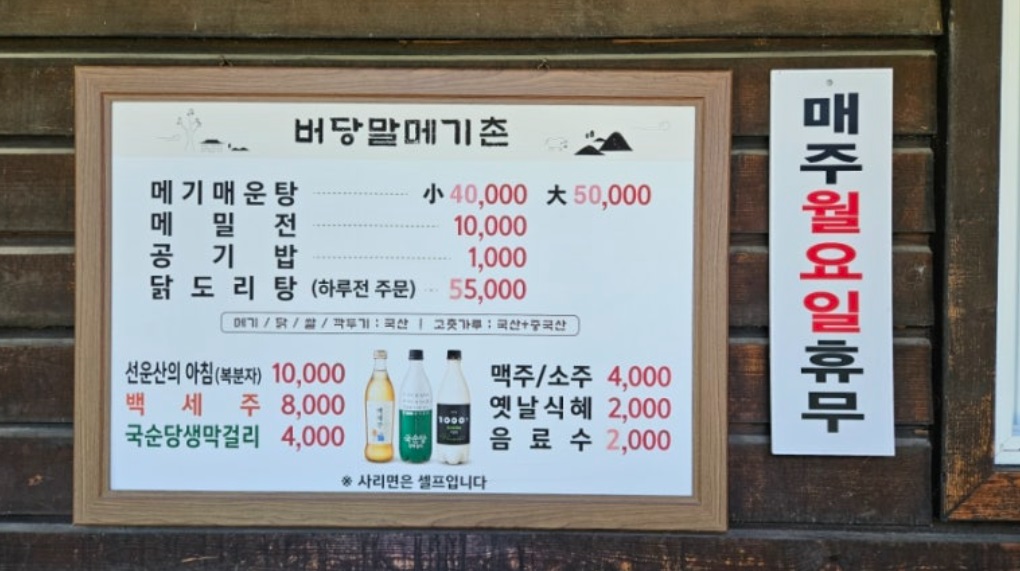 버당말메기촌
메기매운탕 小 40,000 大 50,000
메밀전 10,000
공기밥 1,000
닭도리탕 (하루전 주문) 55,000
메기 / 닭 / 쌀 / 깍두기 : 국산 | 고춧가루 : 국산+중국산
선운산의 아침(복분자) 10,000
백세주 8,000
국순당생막걸리 4,000
맥주/소주 4,000
옛날식혜 2,000
음료수 2,000
※ 사리면은 셀프입니다
매주월요일휴무